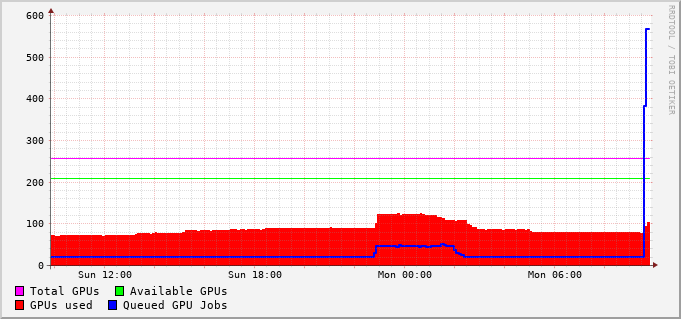 600
500
400
300
200
100
0
Sun 12:00 Sun 18:00 Mon 00:00 Mon 06:00
Total GPUs Available GPUs
GPUs used Queued GPU Jobs
RRDTOOL / TOBI OETIKER